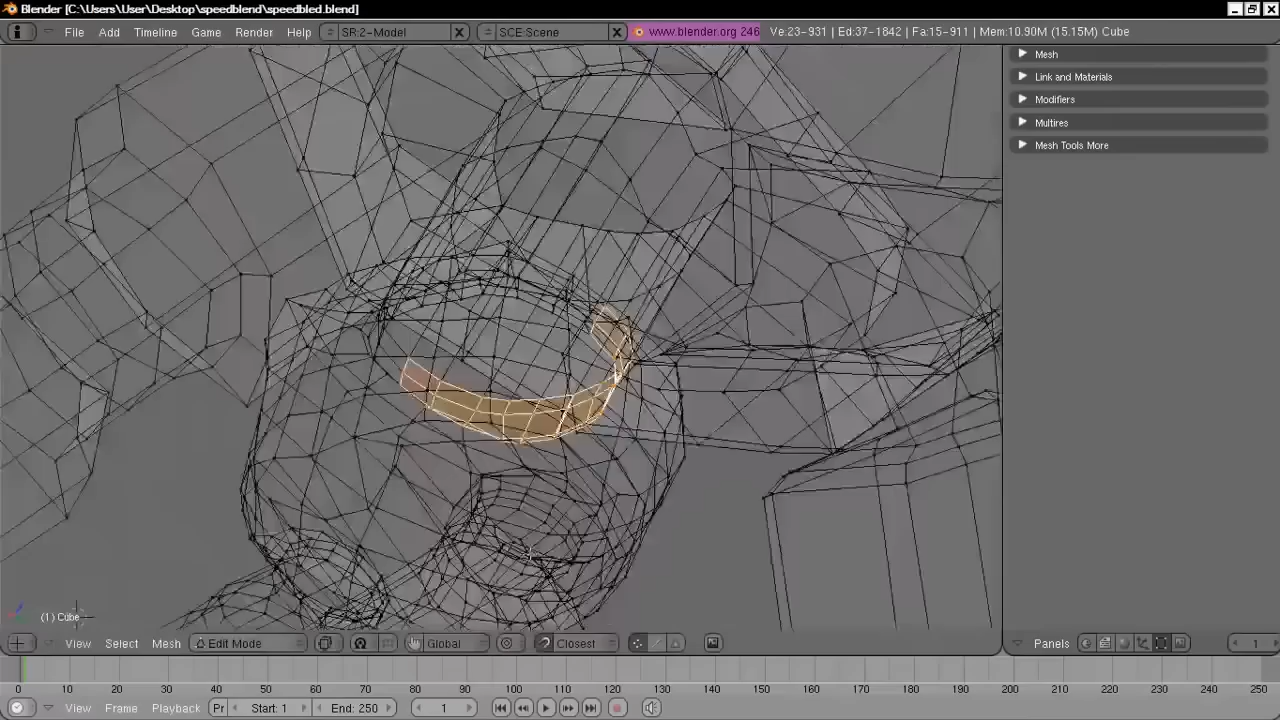 Blender [C:\Users\User\Desktop\speedblend\speedbled.blend]
File Add Timeline Game Render Help SR:2-Model SCE:Scene www.blender.org 246 Ve:23-931 | Ed:37-1842 | Fa:15-911 | Mem:10.90M (15.15M) Cube
Mesh
Link and Materials
Modifiers
Multires
Mesh Tools More
(1) Cube
View Select Mesh Edit Mode Global Closest Panels 1
0 10 20 30 40 50 60 70 80 90 100 110 120 130 140 150 160 170 180 190 200 210 220 230 240 250
View Frame Playback Pr Start: 1 End: 250 1